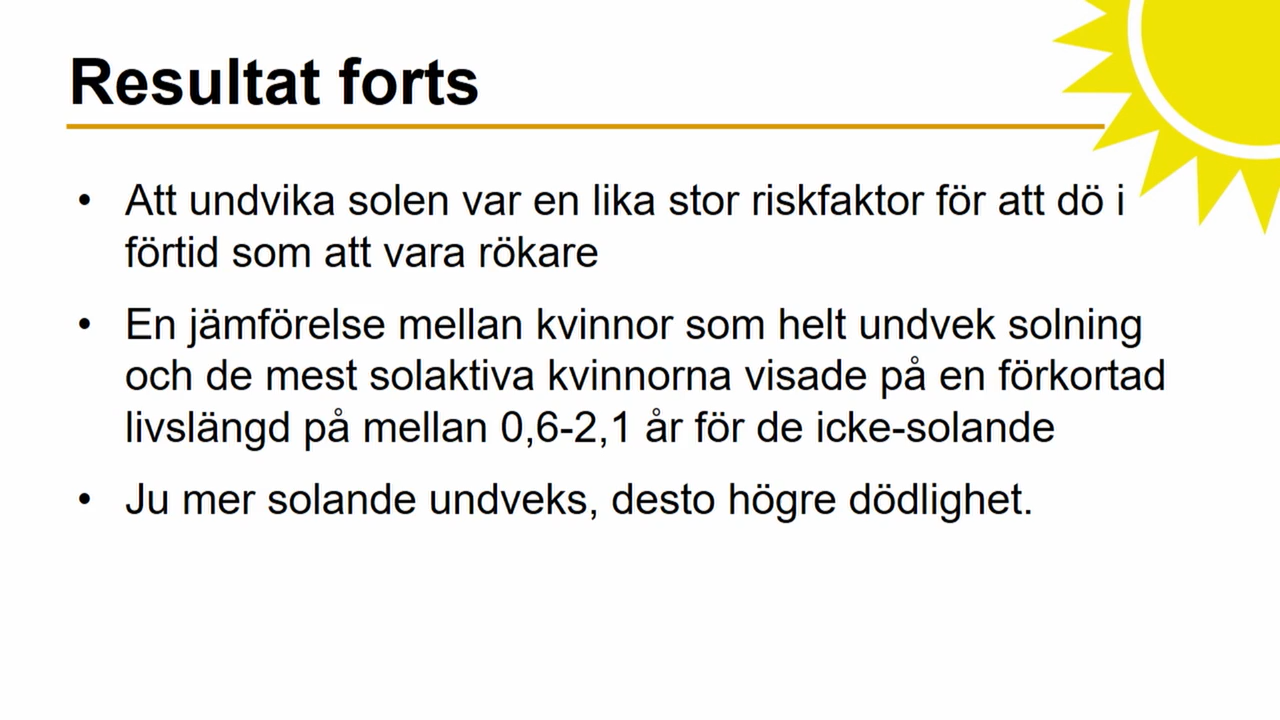 Resultat forts
• Att undvika solen var en lika stor riskfaktor för att dö i
förtid som att vara rökare
• En jämförelse mellan kvinnor som helt undvek solning
och de mest solaktiva kvinnorna visade på en förkortad
livslängd på mellan 0,6-2,1 år för de icke-solande
• Ju mer solande undveks, desto högre dödlighet.